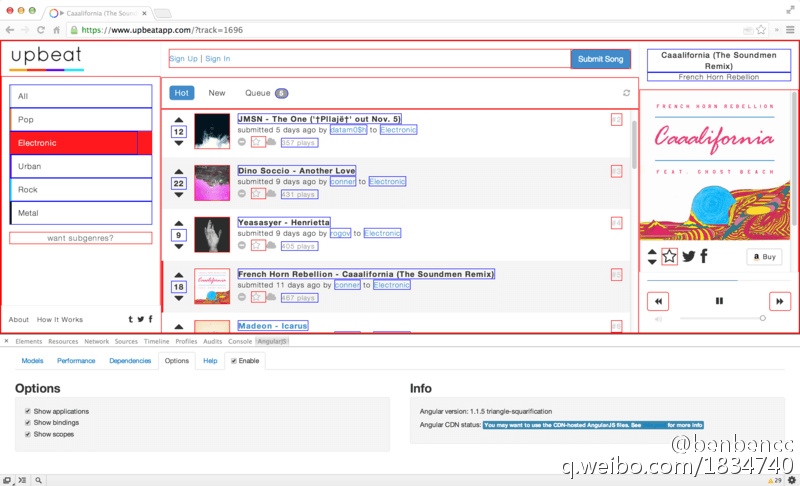 Caaalifornia (The Soundm
https://www.upbeatapp.com/?track=1696
upbeat
Sign Up | Sign In
Submit Song
All
Pop
Electronic
Urban
Rock
Metal
want subgenres?
About How It Works
Hot New Queue 5
12
JMSN - The One ('†Pllajë†' out Nov. 5)
submitted 5 days ago by datam0$h to Electronic
357 plays
#2
22
Dino Soccio - Another Love
submitted 9 days ago by conner to Electronic
431 plays
#3
9
Yeasasyer - Henrietta
submitted 9 days ago by rogov to Electronic
405 plays
#4
18
French Horn Rebellion - Caaalifornia (The Soundmen Remix)
submitted 11 days ago by conner to Electronic
467 plays
#5
Madeon - Icarus
#6
Caaalifornia (The Soundmen Remix)
French Horn Rebellion
FRENCH HORN REBELLION
Caaalifornia
FEAT. GHOST BEACH
Buy
Elements Resources Network Sources Timeline Profiles Audits Console AngularJS
Models Performance Dependencies Options Help Enable
Options
Show applications
Show bindings
Show scopes
Info
Angular version: 1.1.5 triangle-squarification
Angular CDN status: You may want to use the CDN-hosted AngularJS files. See for more info
29
@benbencc
q.weibo.com/1834740